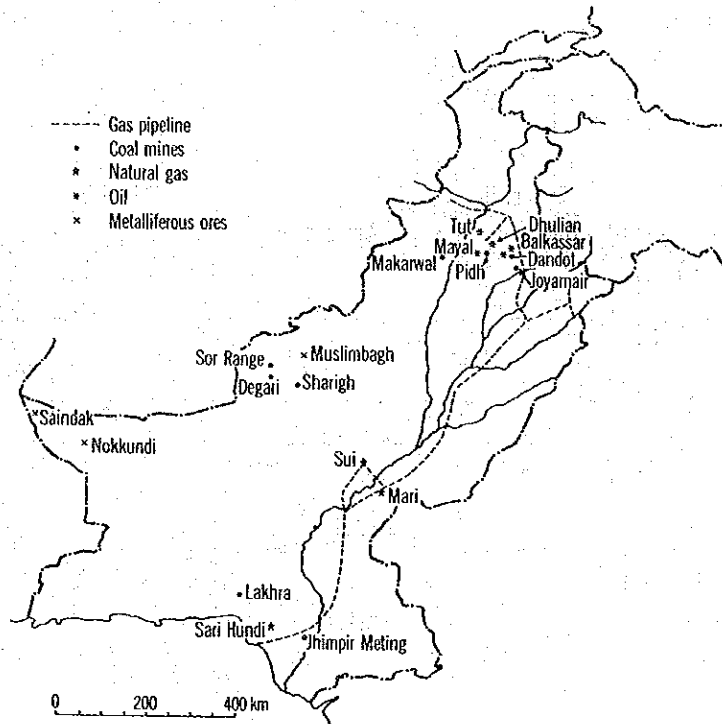 Gas pipeline
Coal mines
Natural gas
Oil
Metalliferous ores
Tut
Dhulian
Mayal
Balkassar
Makarwal
Dandot
Pidh
Joyamair
Muslimbagh
Sor Range
Degari
Sharigh
Saindak
Nokkundi
Sui
Mari
Lakhra
Sari Hundi
Jhimpir Meting
0 200 400 km